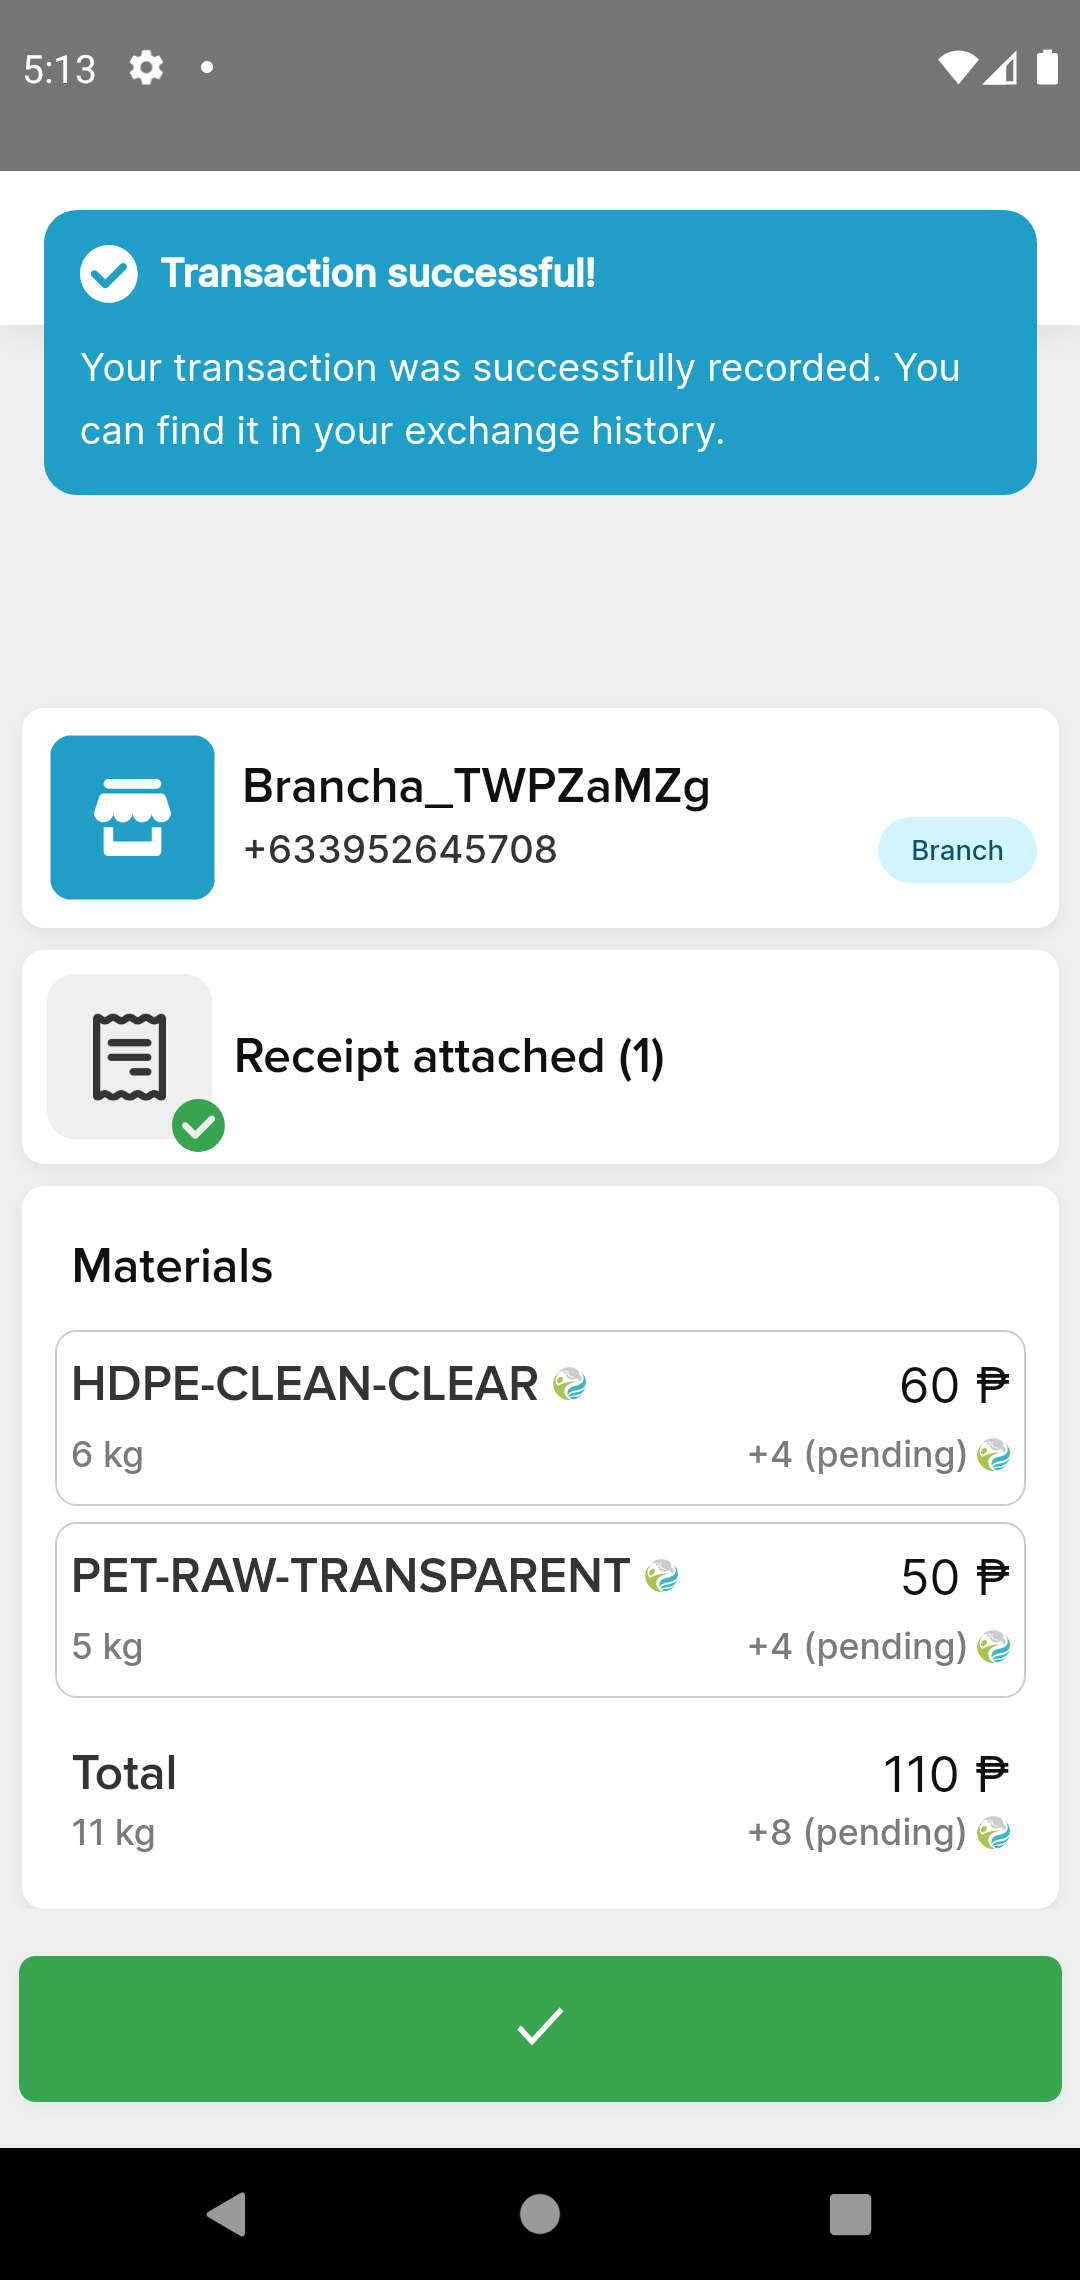 5:13
Transaction successful!
Your transaction was successfully recorded. You
can find it in your exchange history.
Brancha_TWPZaMZg
+633952645708
Branch
Receipt attached (1)
Materials
HDPE-CLEAN-CLEAR
60 ₱
6 kg
+4 (pending)
PET-RAW-TRANSPARENT
50 ₱
5 kg
+4 (pending)
Total
110 ₱
11 kg
+8 (pending)